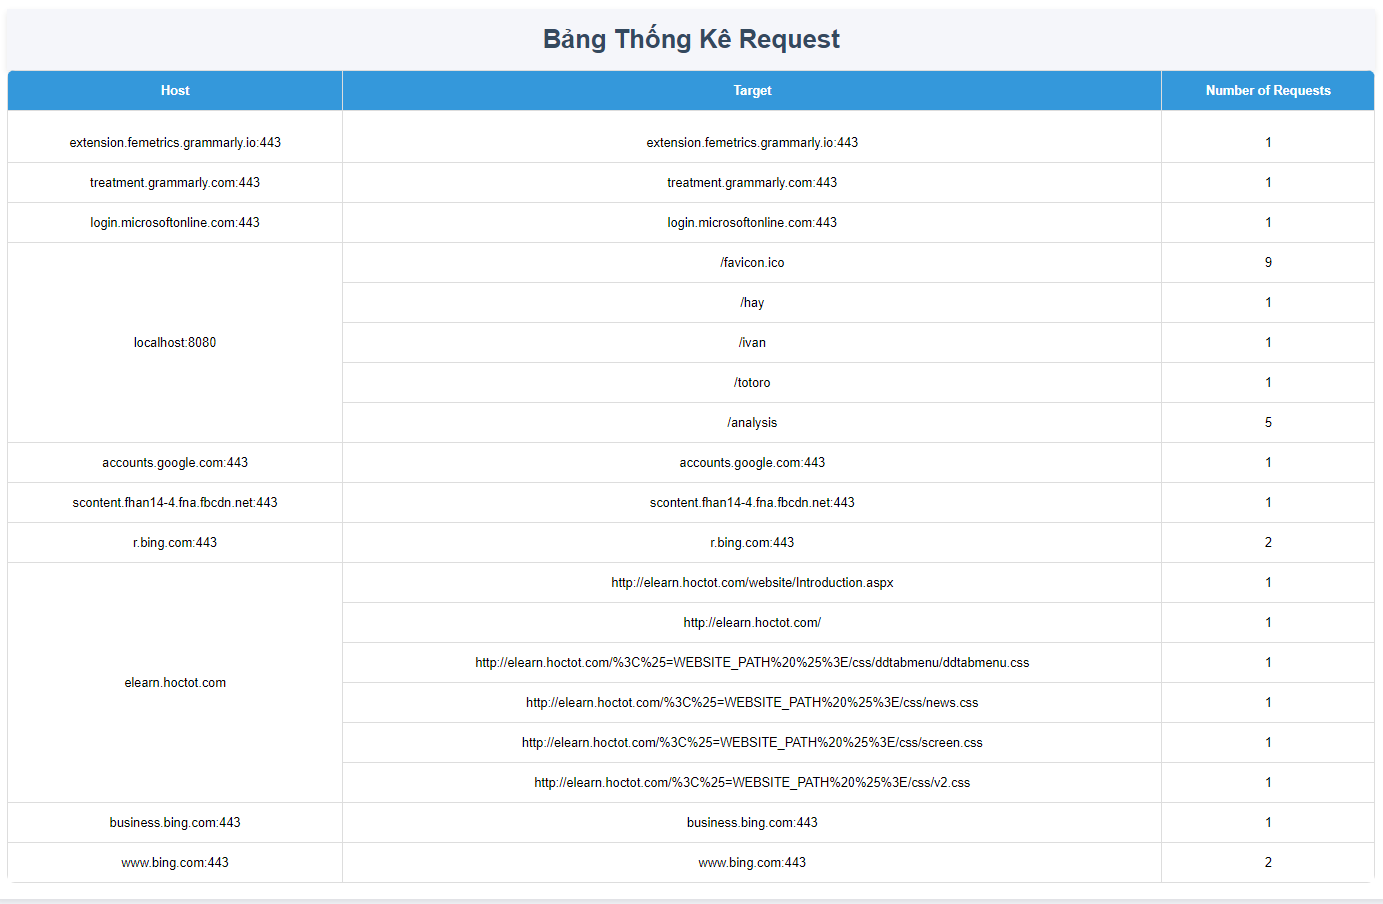 Bảng Thống Kê Request
Host Target Number of Requests
extension.femetrics.grammarly.io:443 extension.femetrics.grammarly.io:443 1
treatment.grammarly.com:443 treatment.grammarly.com:443 1
login.microsoftonline.com:443 login.microsoftonline.com:443 1
localhost:8080 /favicon.ico 9
/hay 1
/ivan 1
/totoro 1
/analysis 5
accounts.google.com:443 accounts.google.com:443 1
scontent.fhan14-4.fna.fbcdn.net:443 scontent.fhan14-4.fna.fbcdn.net:443 1
r.bing.com:443 r.bing.com:443 2
elearn.hoctot.com http://elearn.hoctot.com/website/Introduction.aspx 1
http://elearn.hoctot.com/ 1
http://elearn.hoctot.com/%3C%25=WEBSITE_PATH%20%25%3E/css/ddtabmenu/ddtabmenu.css 1
http://elearn.hoctot.com/%3C%25=WEBSITE_PATH%20%25%3E/css/news.css 1
http://elearn.hoctot.com/%3C%25=WEBSITE_PATH%20%25%3E/css/screen.css 1
http://elearn.hoctot.com/%3C%25=WEBSITE_PATH%20%25%3E/css/v2.css 1
business.bing.com:443 business.bing.com:443 1
www.bing.com:443 www.bing.com:443 2